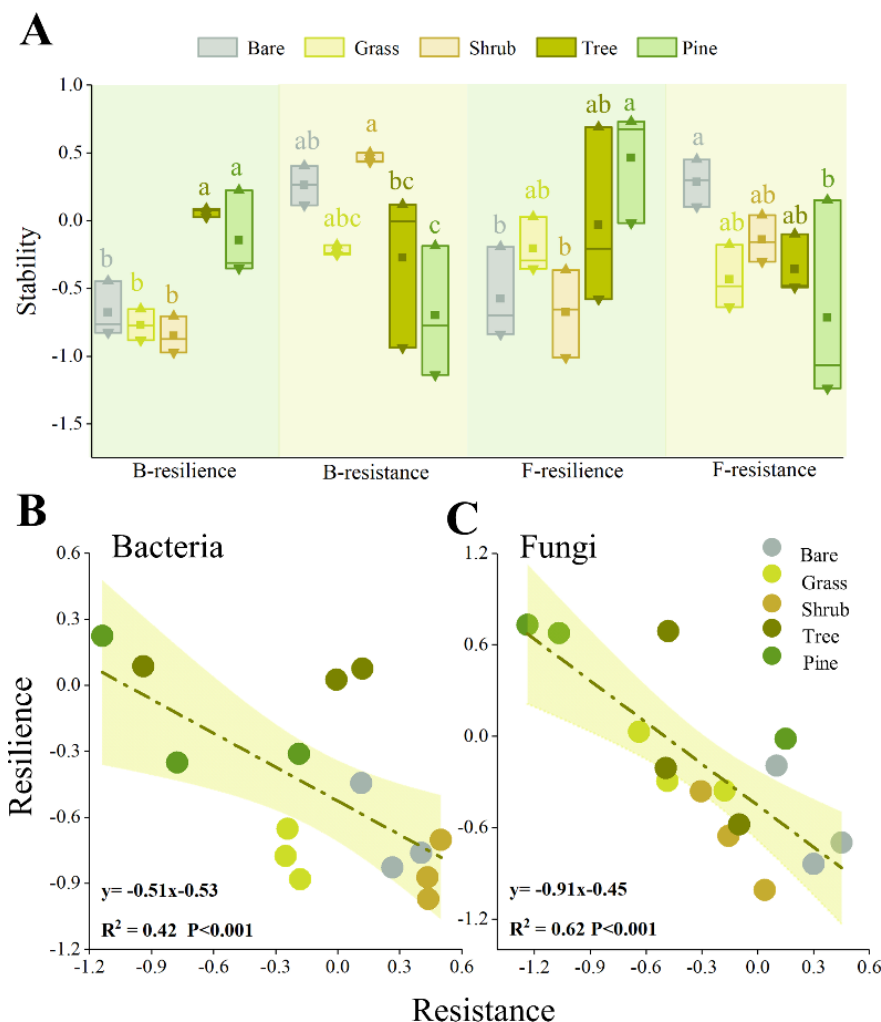 A
Bare Grass Shrub Tree Pine
1.0
0.5
0.0
-0.5
-1.0
-1.5
Stability
b b b a a
ab abc a bc c
b ab b ab a
a ab ab ab b
B-resilience B-resistance F-resilience F-resistance
B
Bacteria
0.6
0.3
0.0
-0.3
-0.6
-0.9
-1.2
y= -0.51x-0.53
R² = 0.42 P<0.001
-1.2 -0.9 -0.6 -0.3 0.0 0.3 0.6
Resilience
C
Fungi
Bare
Grass
Shrub
Tree
Pine
1.2
0.6
0.0
-0.6
-1.2
y= -0.91x-0.45
R² = 0.62 P<0.001
-1.2 -0.9 -0.6 -0.3 0.0 0.3 0.6
Resistance